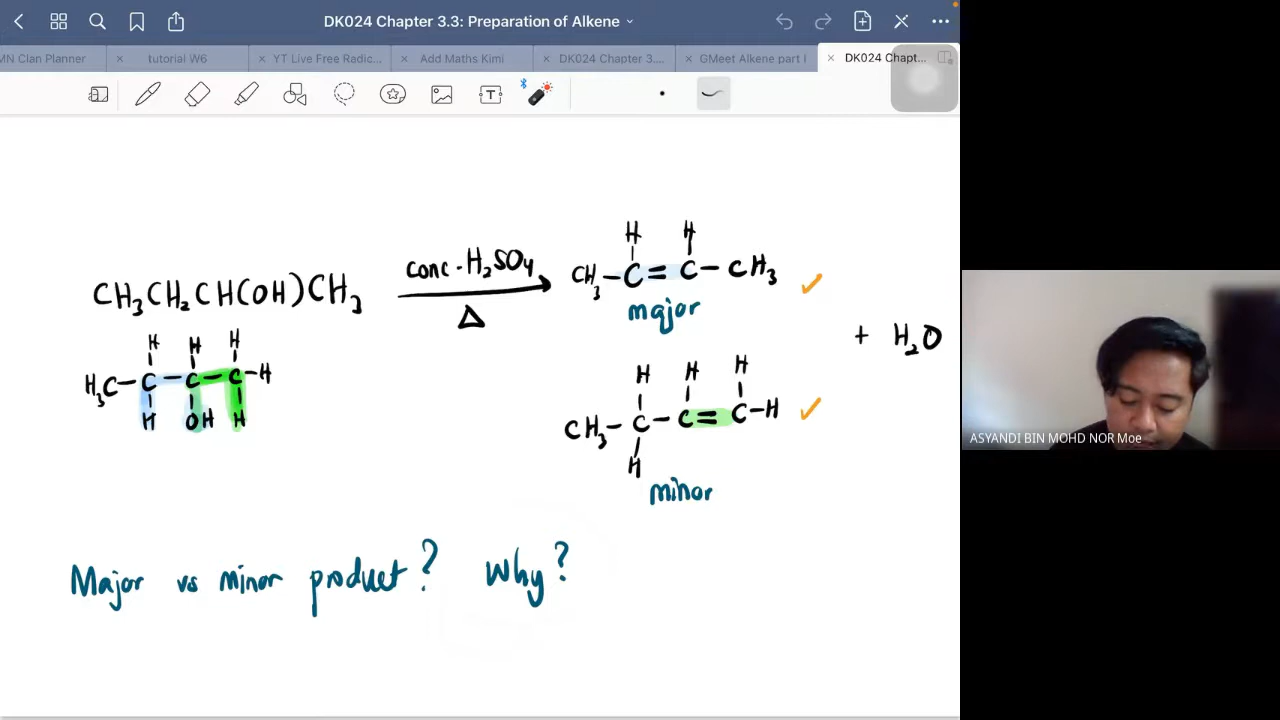 DK024 Chapter 3.3: Preparation of Alkene
MN Clan Planner
tutorial W6
YT Live Free Radic...
Add Maths Kimi
DK024 Chapter 3....
GMeet Alkene part I
DK024 Chapt...
T
CH₃CH₂CH(OH)CH₃
conc. H₂SO₄
Δ
H H
CH₃-C=C-CH₃
major
+ H₂O
H H H
H₃C-C-C-C-H
H OH H
H H H
CH₃-C-C=C-H
H
minor
ASYANDI BIN MOHD NOR Moe
Major vs minor product? Why?